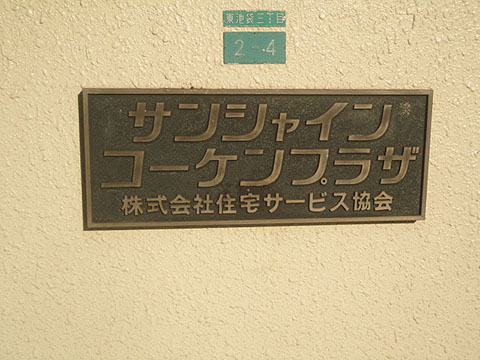 東池袋三丁目
2-4
サンシャイン
コーケンプラザ
株式会社住宅サービス協会